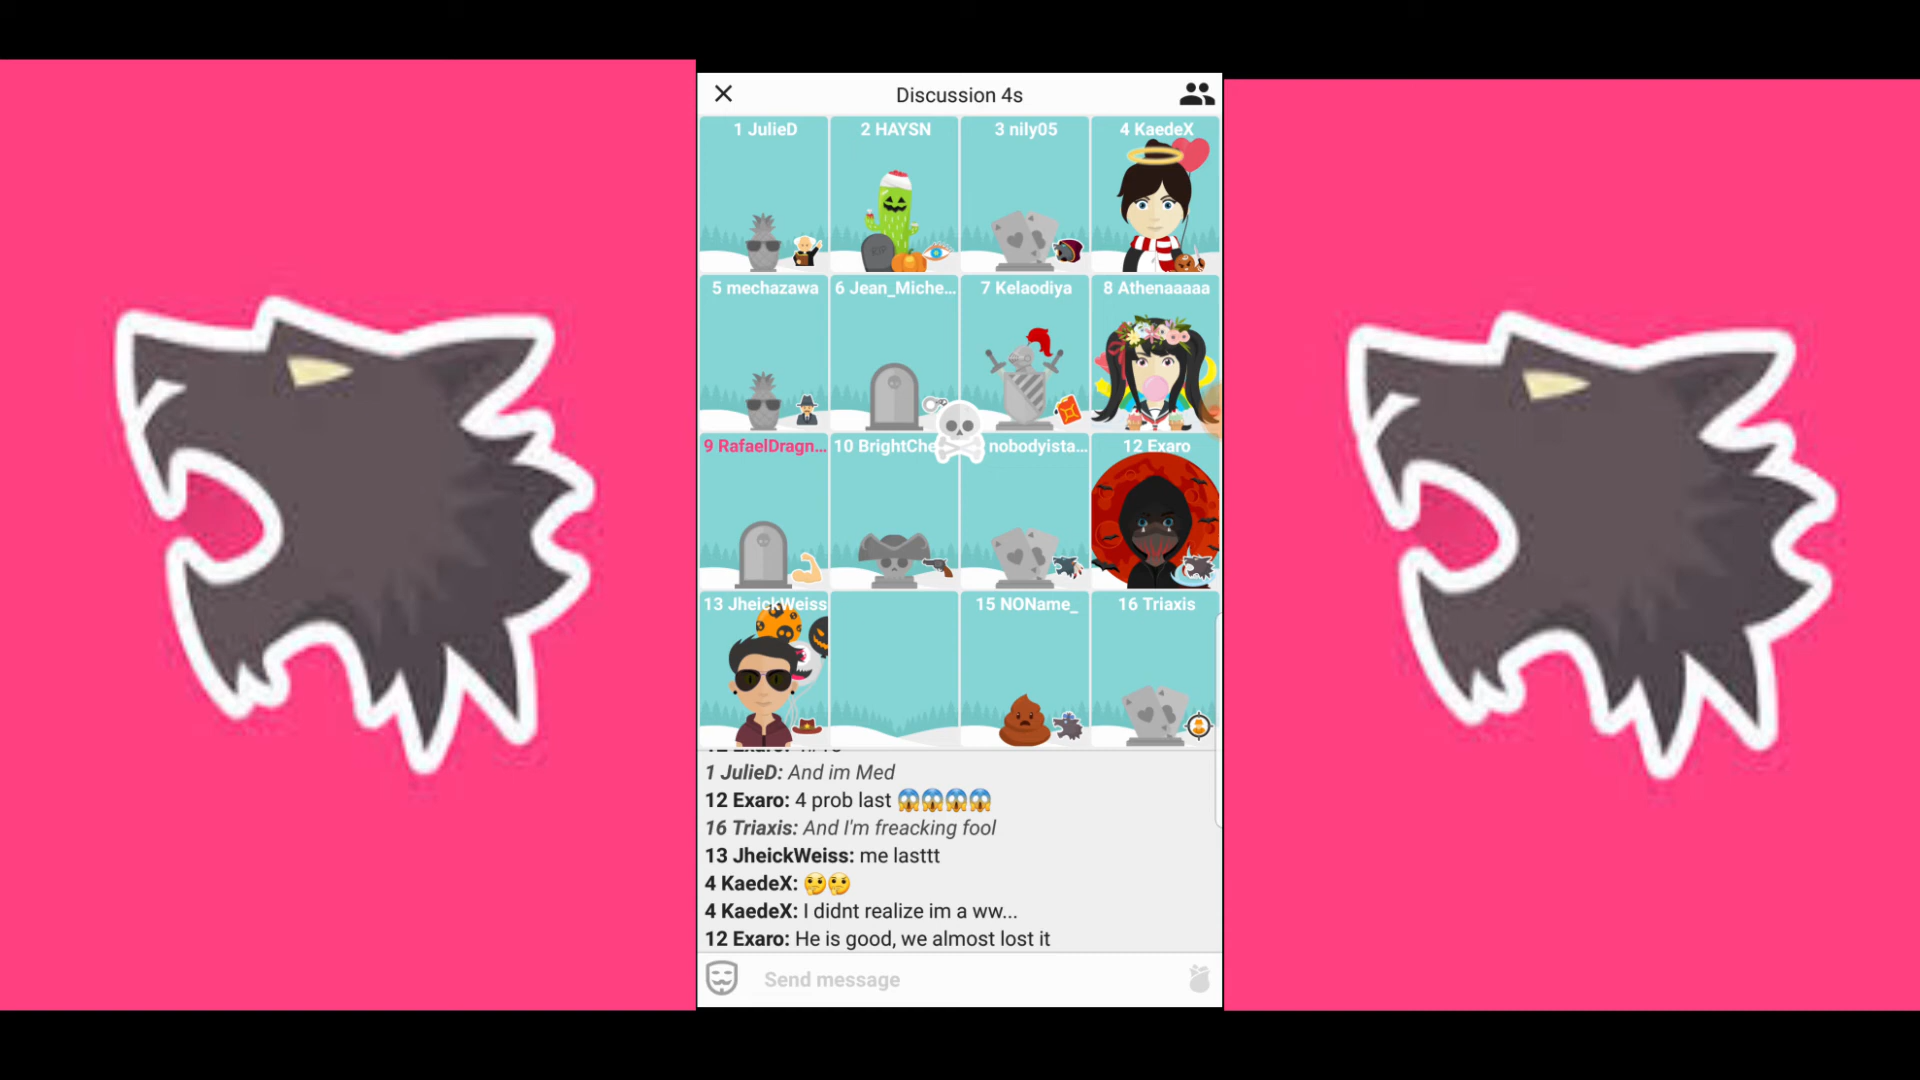 Discussion 4s
1 JulieD
2 HAYSN
3 nily05
4 KaedeX
5 mechazawa
6 Jean_Miche...
7 Kelaodiya
8 Athenaaaaa
9 RafaelDragn...
10 BrightChe
nobodyista...
12 Exaro
13 JheickWeiss
15 NOName_
16 Triaxis
RIP
1 JulieD: And im Med
12 Exaro: 4 prob last 😱😱😱😱
16 Triaxis: And I'm freacking fool
13 JheickWeiss: me lasttt
4 KaedeX: 🤔🤔
4 KaedeX: I didnt realize im a ww...
12 Exaro: He is good, we almost lost it
Send message